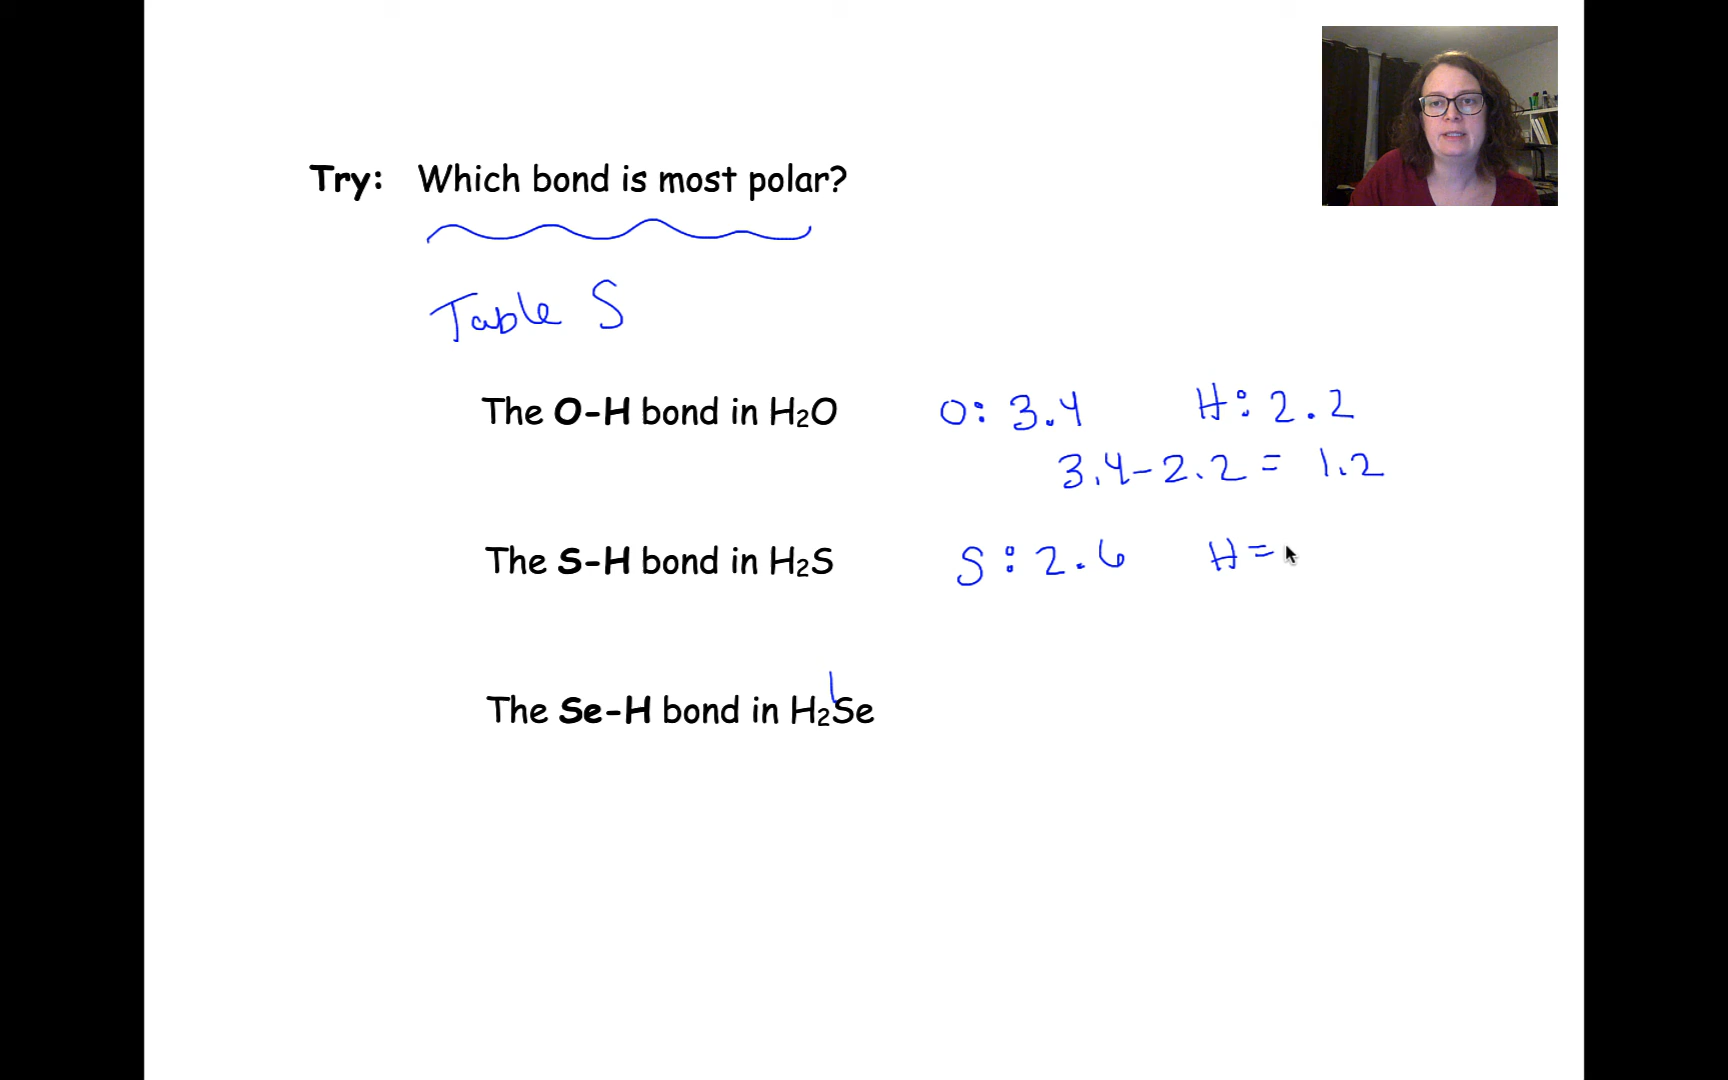 Try: Which bond is most polar?
Table S
The O-H bond in H₂O O: 3.4 H: 2.2
3.4-2.2 = 1.2
The S-H bond in H₂S S: 2.6 H=
The Se-H bond in H₂Se